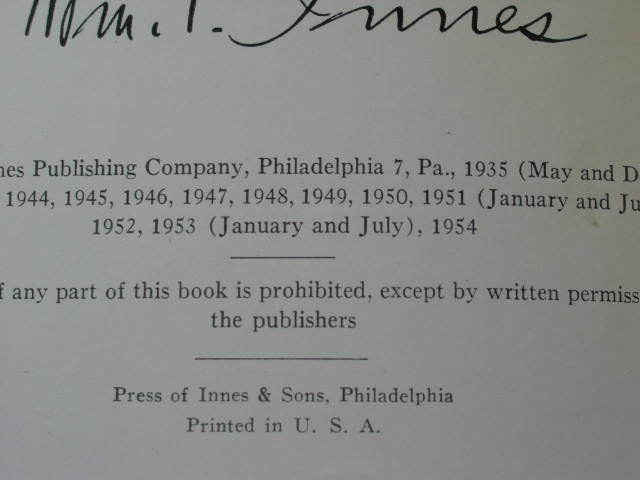 Wm. T. Innes
nes Publishing Company, Philadelphia 7, Pa., 1935 (May and D
1944, 1945, 1946, 1947, 1948, 1949, 1950, 1951 (January and Ju
1952, 1953 (January and July), 1954
f any part of this book is prohibited, except by written permiss
the publishers
Press of Innes & Sons, Philadelphia
Printed in U. S. A.